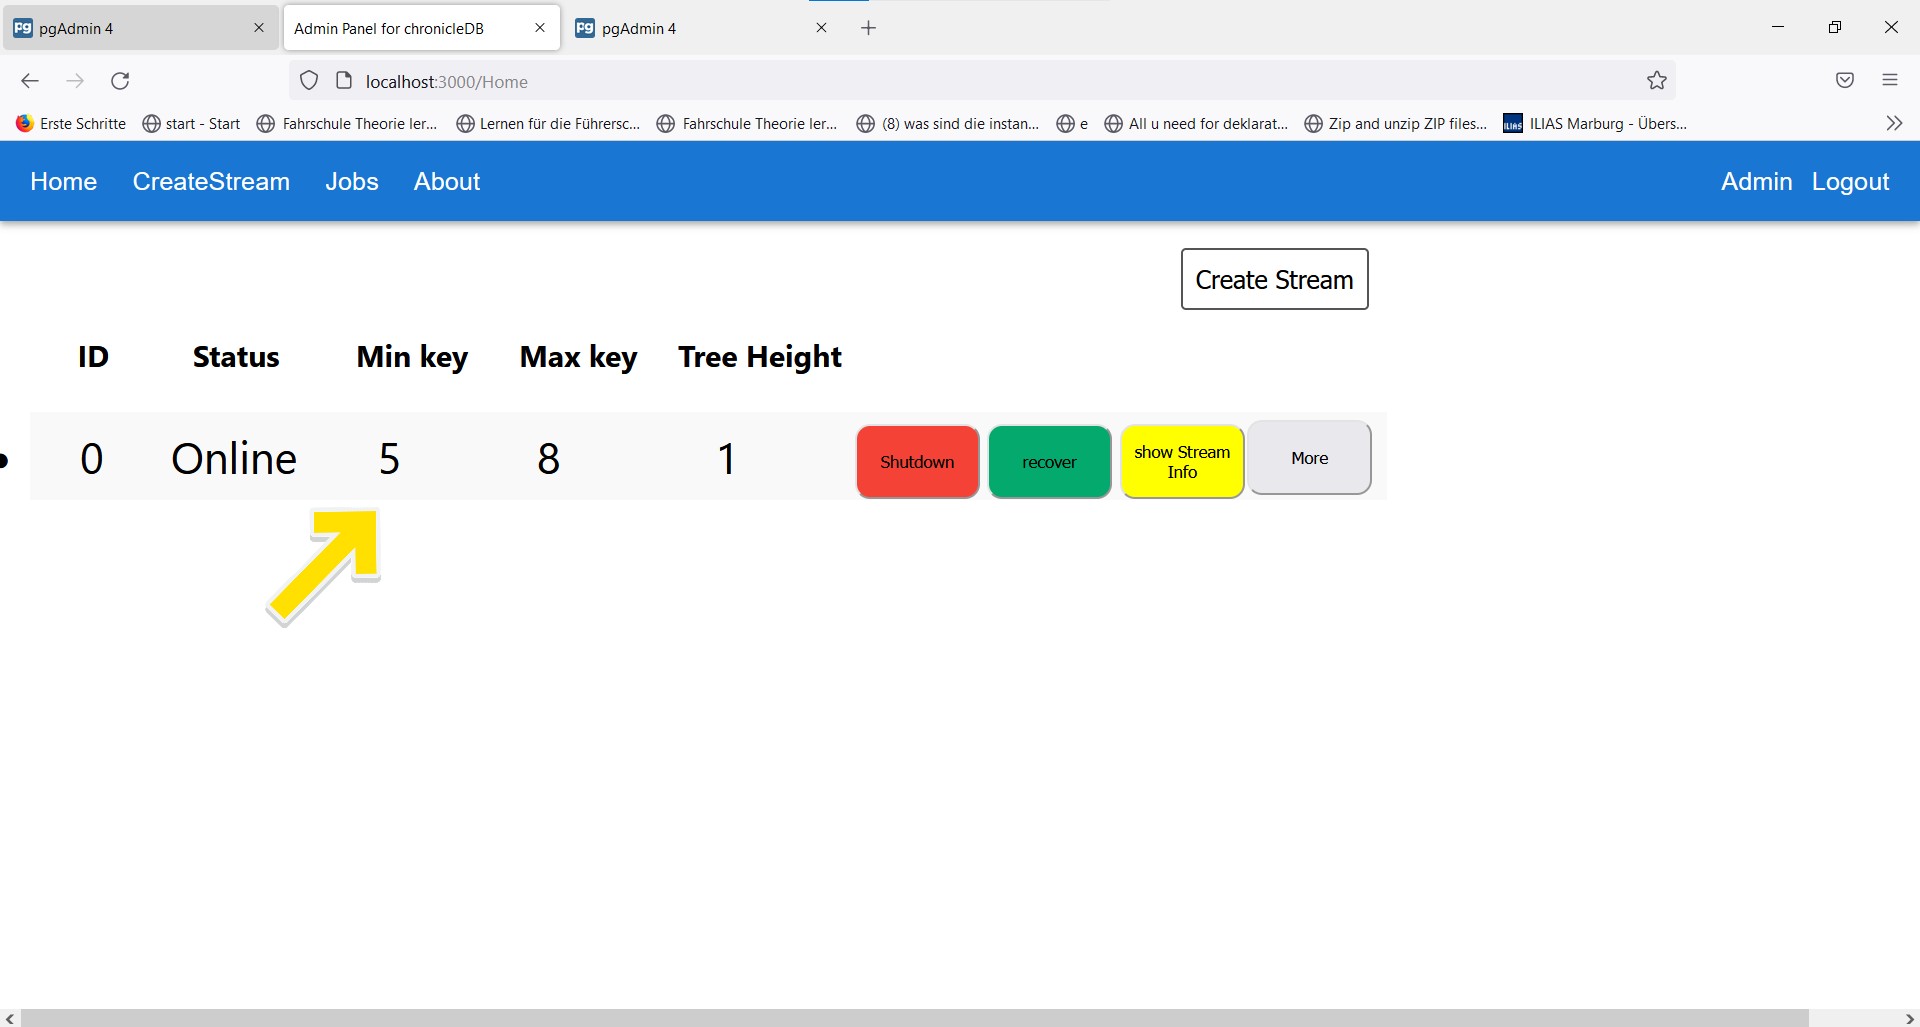 pgAdmin 4
Admin Panel for chronicleDB
pgAdmin 4
localhost:3000/Home
Erste Schritte
start - Start
Fahrschule Theorie ler...
Lernen für die Führersc...
Fahrschule Theorie ler...
(8) was sind die instan...
e
All u need for deklarat...
Zip and unzip ZIP files...
ILIAS Marburg - Übers...
Home CreateStream Jobs About Admin Logout
Create Stream
ID Status Min key Max key Tree Height
0 Online 5 8 1 Shutdown recover show Stream Info More